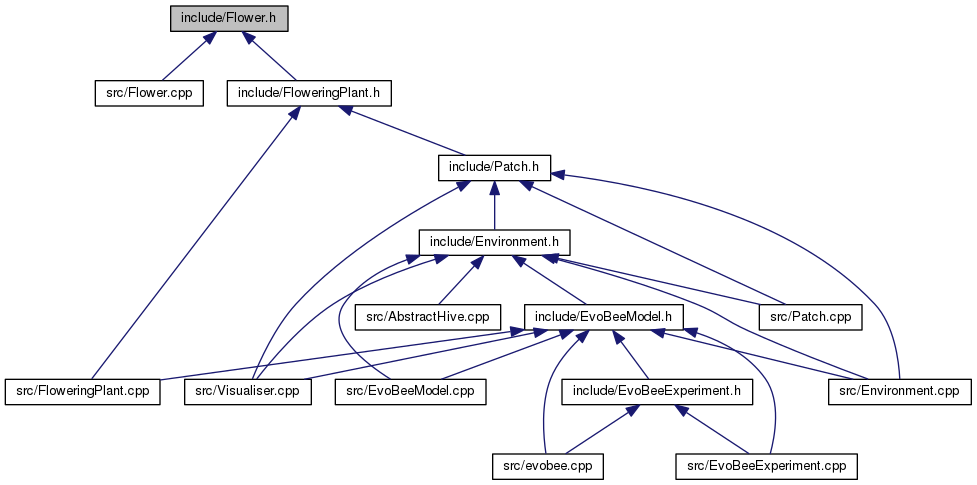 include/Flower.h
src/Flower.cpp
include/FloweringPlant.h
include/Patch.h
include/Environment.h
src/AbstractHive.cpp
include/EvoBeeModel.h
src/Patch.cpp
src/FloweringPlant.cpp
src/Visualiser.cpp
src/EvoBeeModel.cpp
include/EvoBeeExperiment.h
src/Environment.cpp
src/evobee.cpp
src/EvoBeeExperiment.cpp